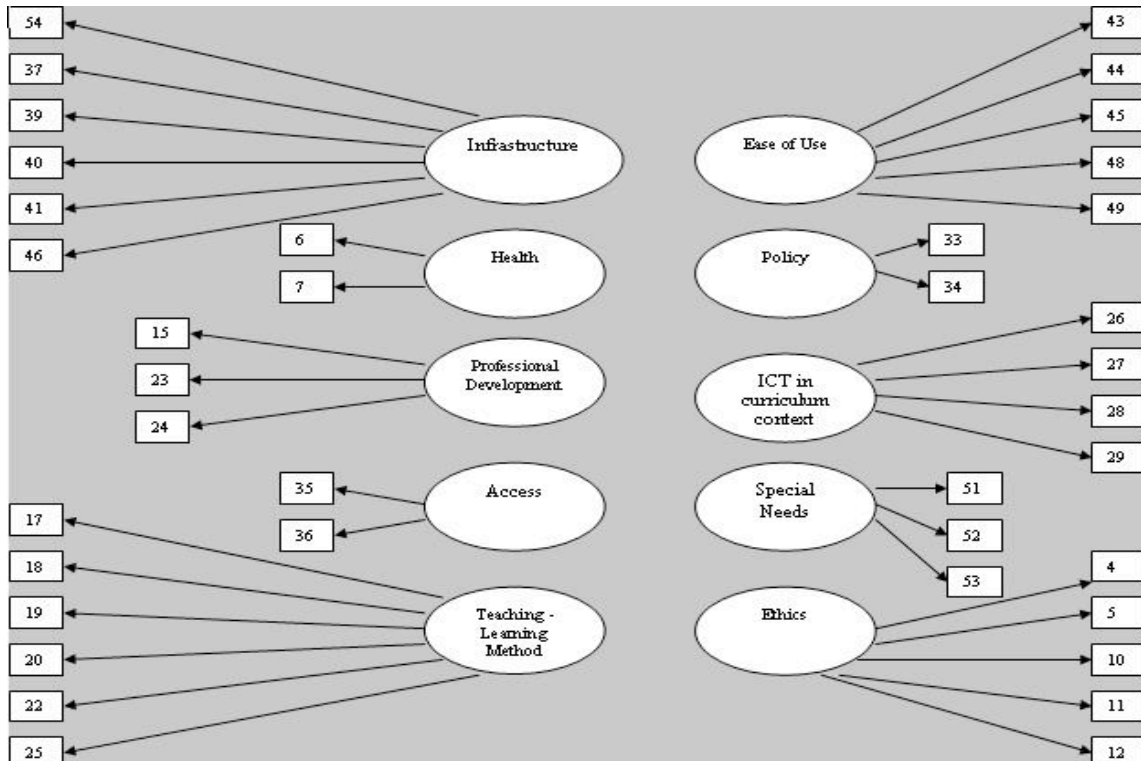 54
37
39
40
41
46
Infrastructure
6
7
Health
15
23
24
Professional
Development
35
36
Access
17
18
19
20
22
25
Teaching -
Learning
Method
Ease of Use
43
44
45
48
49
Policy
33
34
ICT in
curriculum
context
26
27
28
29
Special
Needs
51
52
53
Ethics
4
5
10
11
12